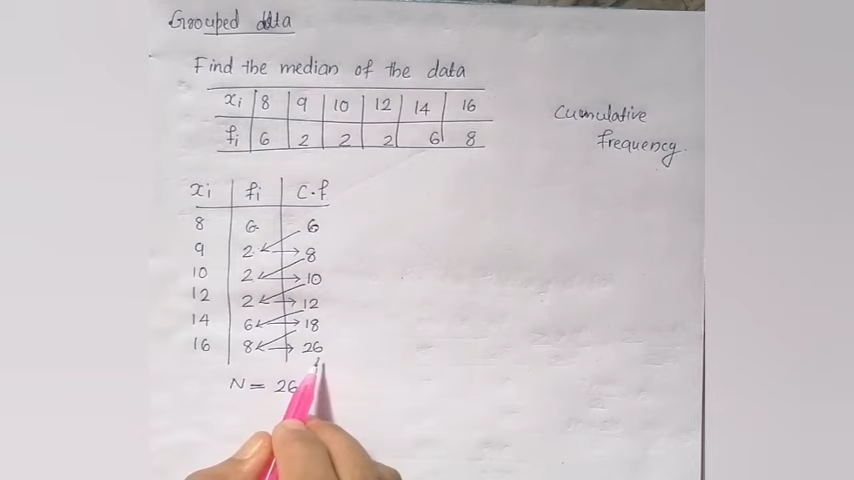 Grouped data
Find the median of the data
xi 8 9 10 12 14 16
fi 6 2 2 2 6 8
Cumulative
frequency.
xi fi C.f
8 6 6
9 2 8
10 2 10
12 2 12
14 6 18
16 8 26
N = 26